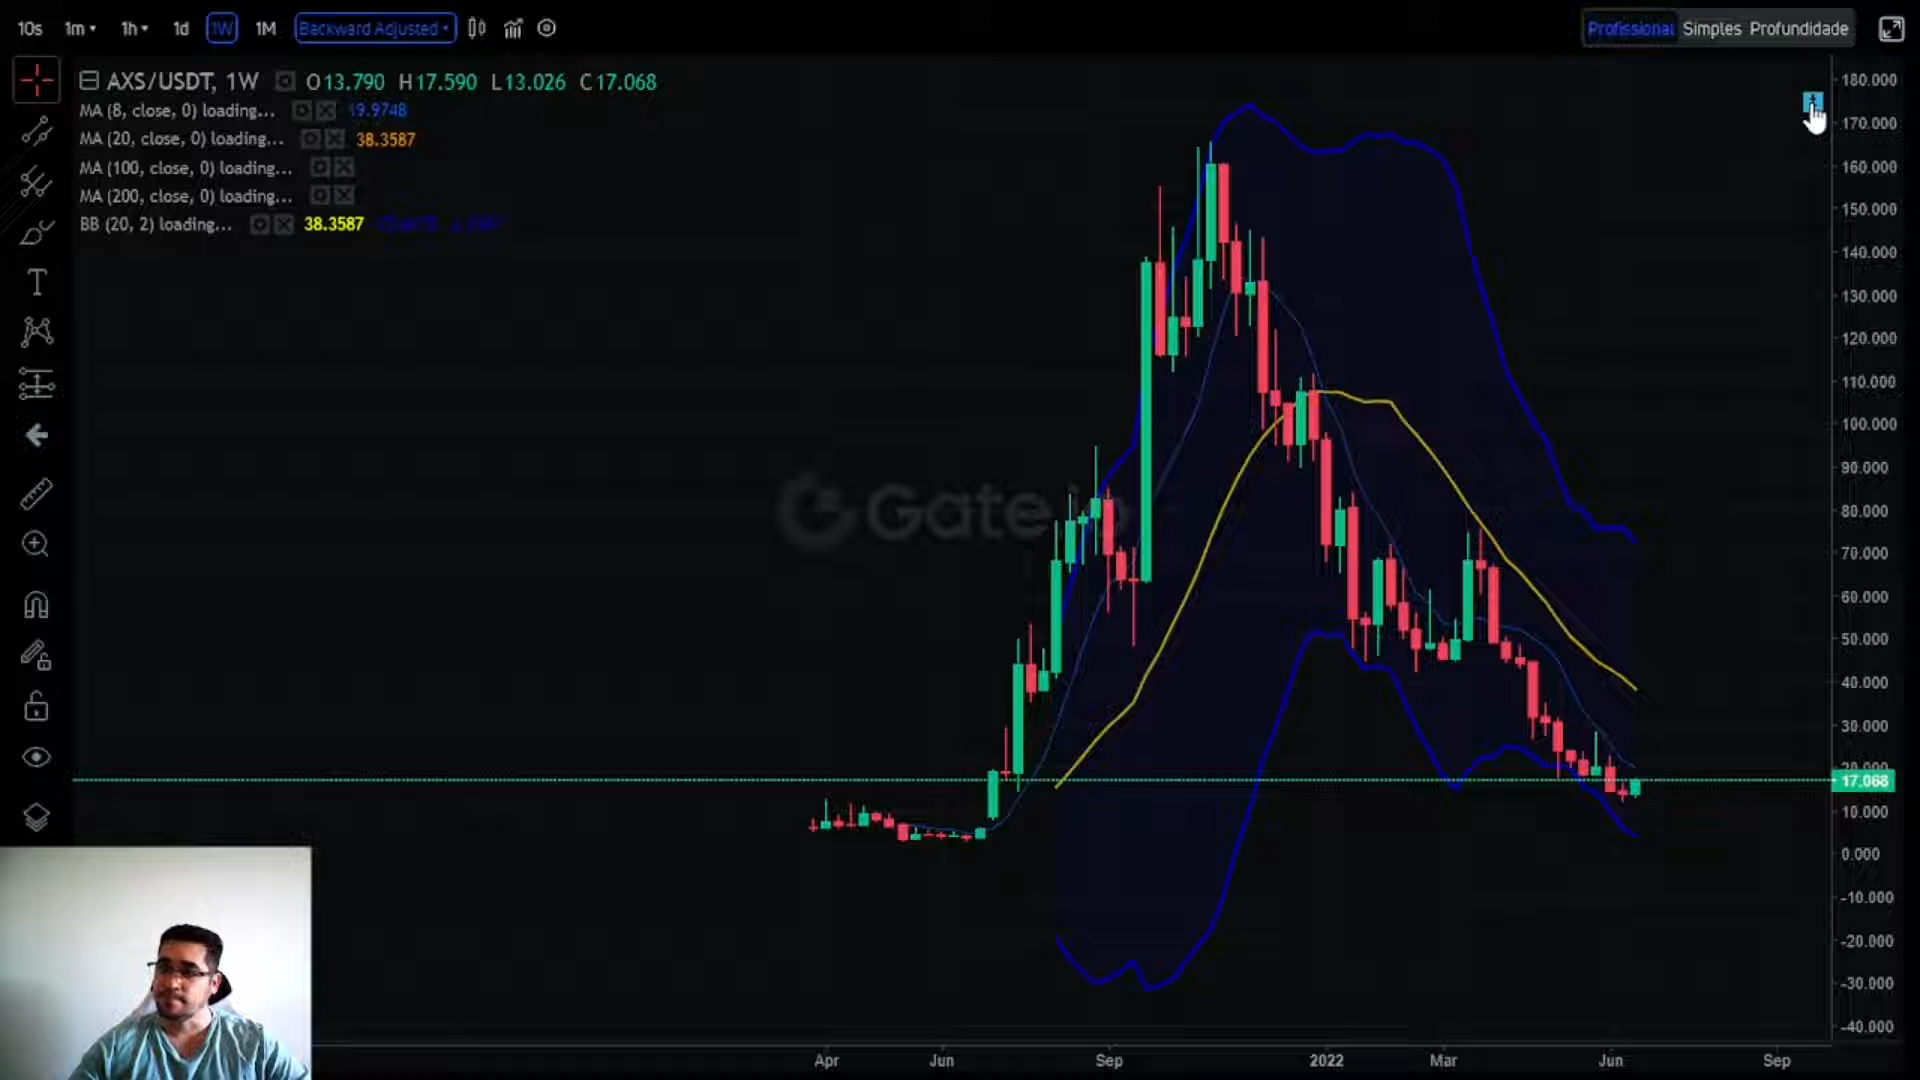 10s 1m 1h 1d 1W 1M Backward Adjusted Profissional Simples Profundidade
AXS/USDT, 1W O13.790 H17.590 L13.026 C17.068
MA (8, close, 0) loading... 19.9748
MA (20, close, 0) loading... 38.3587
MA (100, close, 0) loading...
MA (200, close, 0) loading...
BB (20, 2) loading... 38.3587
T
Gate.io
180.000
170.000
160.000
150.000
140.000
130.000
120.000
110.000
100.000
90.000
80.000
70.000
60.000
50.000
40.000
30.000
20.000
17.068
10.000
0.000
-10.000
-20.000
-30.000
-40.000
Apr Jun Sep 2022 Mar Jun Sep